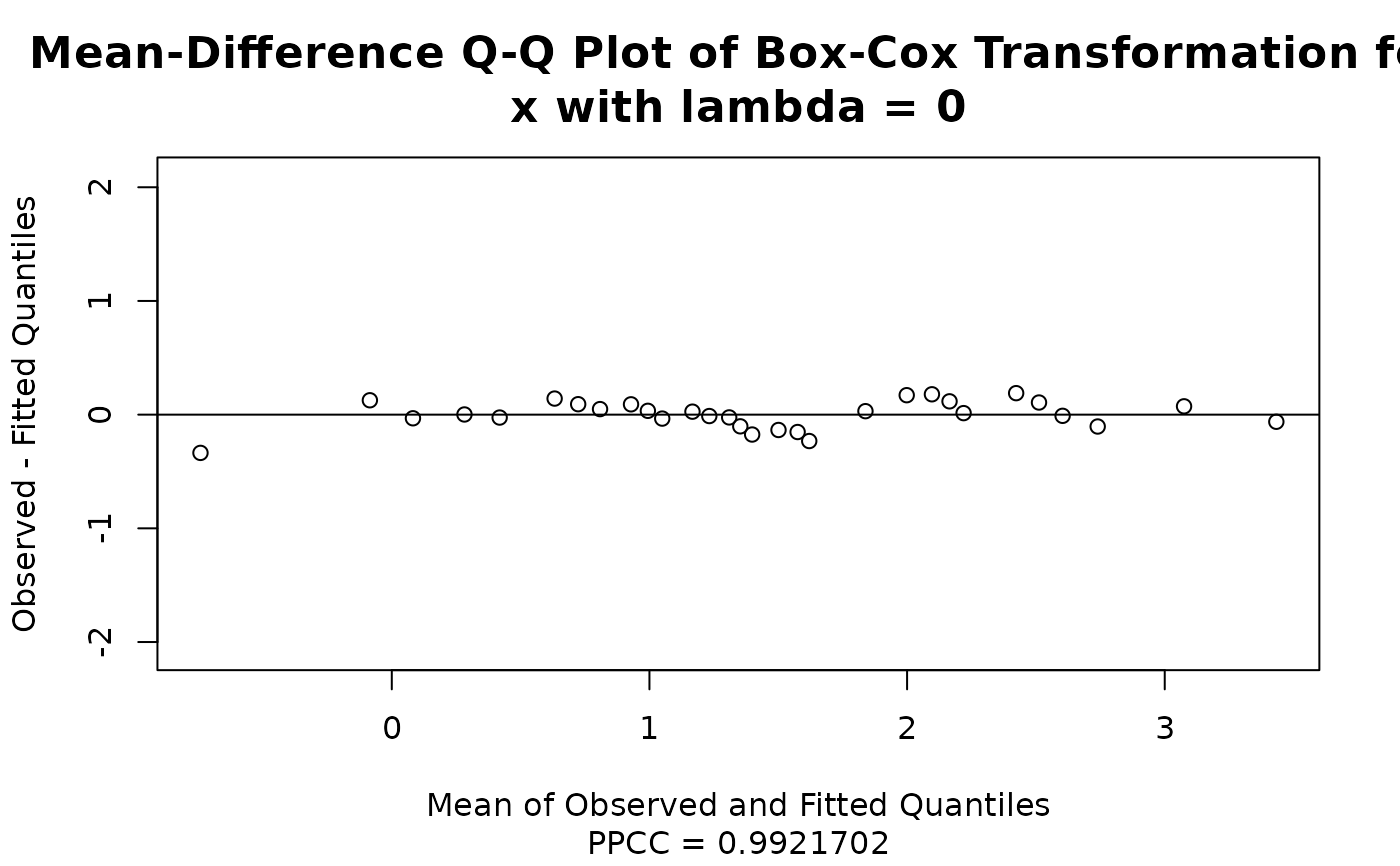 Mean-Difference Q-Q Plot of Box-Cox Transformation fo
x with lambda = 0
Observed - Fitted Quantiles
2
1
0
-1
-2
0 1 2 3
Mean of Observed and Fitted Quantiles
PPCC = 0.9921702